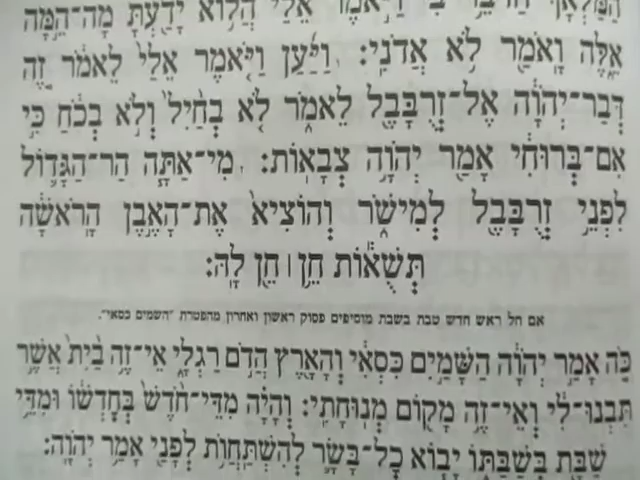 הַמַּלְאָךְ הַדֹּבֵר בִּי וַיֹּאמֶר אֵלַי הֲלוֹא יָדַעְתָּ מָה־הֵמָּה
אֵלֶּה וָאֹמַר לֹא אֲדֹנִי׃ וַיַּעַן וַיֹּאמֶר אֵלַי לֵאמֹר זֶה
דְּבַר־יְהוָה אֶל־זְרֻבָּבֶל לֵאמֹר לֹא בְחַיִל וְלֹא בְכֹחַ כִּי
אִם־בְּרוּחִי אָמַר יְהוָה צְבָאוֹת׃ מִי־אַתָּה הַר־הַגָּדוֹל
לִפְנֵי זְרֻבָּבֶל לְמִישֹׁר וְהוֹצִיא אֶת־הָאֶבֶן הָרֹאשָׁה
תְּשֻׁאוֹת חֵן ׀ חֵן לָהּ׃
אם חל ראש חדש טבת בשבת מוסיפים פסוק ראשון ואחרון מהפטרת "השמים כסאי".
כֹּה אָמַר יְהוָה הַשָּׁמַיִם כִּסְאִי וְהָאָרֶץ הֲדֹם רַגְלָי אֵי־זֶה בַיִת אֲשֶׁר
תִּבְנוּ־לִי וְאֵי־זֶה מָקוֹם מְנוּחָתִי׃ וְהָיָה מִדֵּי־חֹדֶשׁ בְּחָדְשׁוֹ וּמִדֵּי
שַׁבָּת בְּשַׁבַּתּוֹ יָבוֹא כָל־בָּשָׂר לְהִשְׁתַּחֲוֺת לְפָנַי אָמַר יְהוָה׃